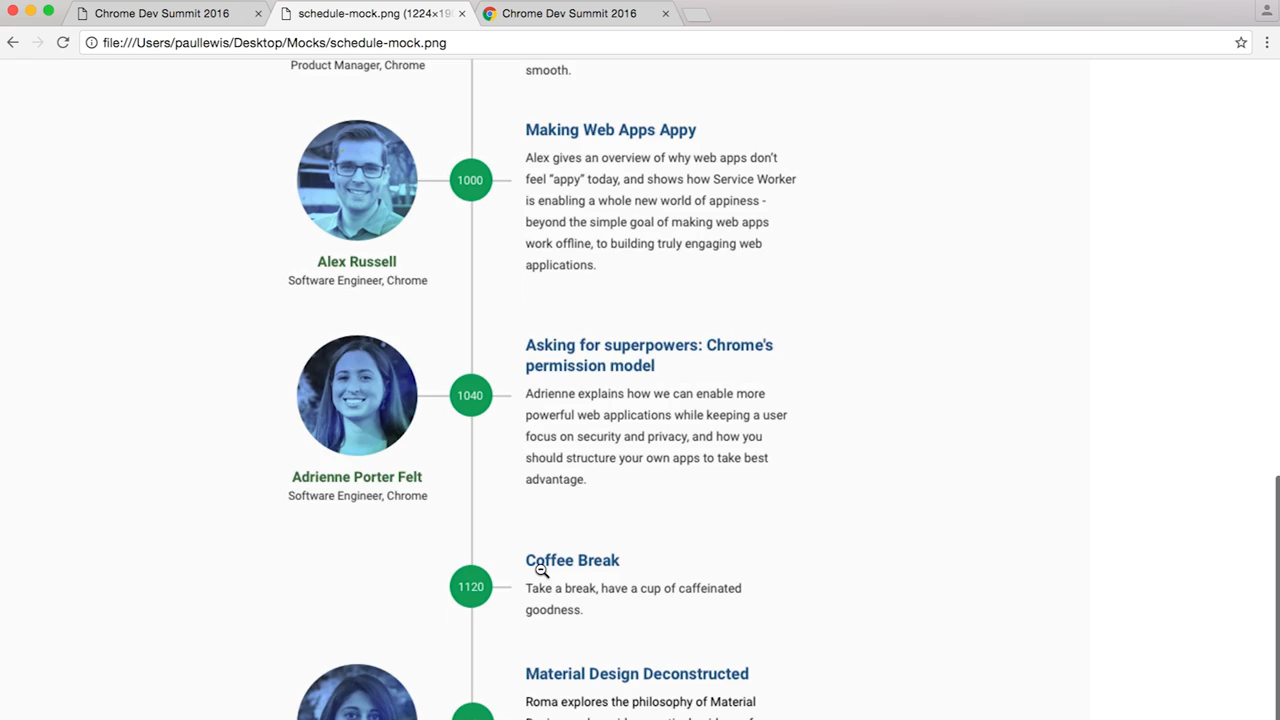 Chrome Dev Summit 2016
schedule-mock.png (1224×19
Chrome Dev Summit 2016
file:///Users/paullewis/Desktop/Mocks/schedule-mock.png
Product Manager, Chrome
smooth.
Making Web Apps Appy
Alex gives an overview of why web apps don’t
feel “appy” today, and shows how Service Worker
is enabling a whole new world of appiness -
beyond the simple goal of making web apps
work offline, to building truly engaging web
applications.
1000
Alex Russell
Software Engineer, Chrome
Asking for superpowers: Chrome's
permission model
Adrienne explains how we can enable more
powerful web applications while keeping a user
focus on security and privacy, and how you
should structure your own apps to take best
advantage.
1040
Adrienne Porter Felt
Software Engineer, Chrome
Coffee Break
1120
Take a break, have a cup of caffeinated
goodness.
Material Design Deconstructed
Roma explores the philosophy of Material